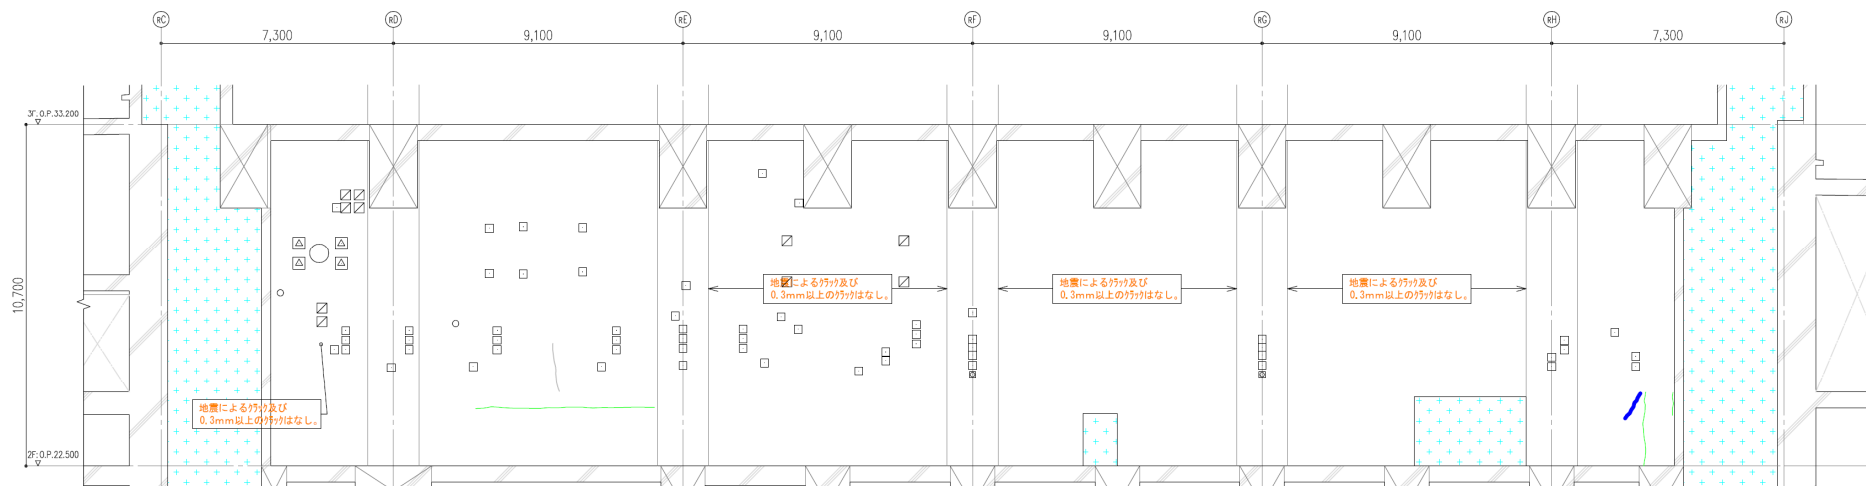 RC RD RE RF RG RH RJ
7,300 9,100 9,100 9,100 9,100 7,300
3F:O.P.33.200
10,700
地震によるクラック及び
0.3mm以上のクラックはなし。
地震によるクラック及び
0.3mm以上のクラックはなし。
地震によるクラック及び
0.3mm以上のクラックはなし。
地震によるクラック及び
0.3mm以上のクラックはなし。
2F:O.P.22.500